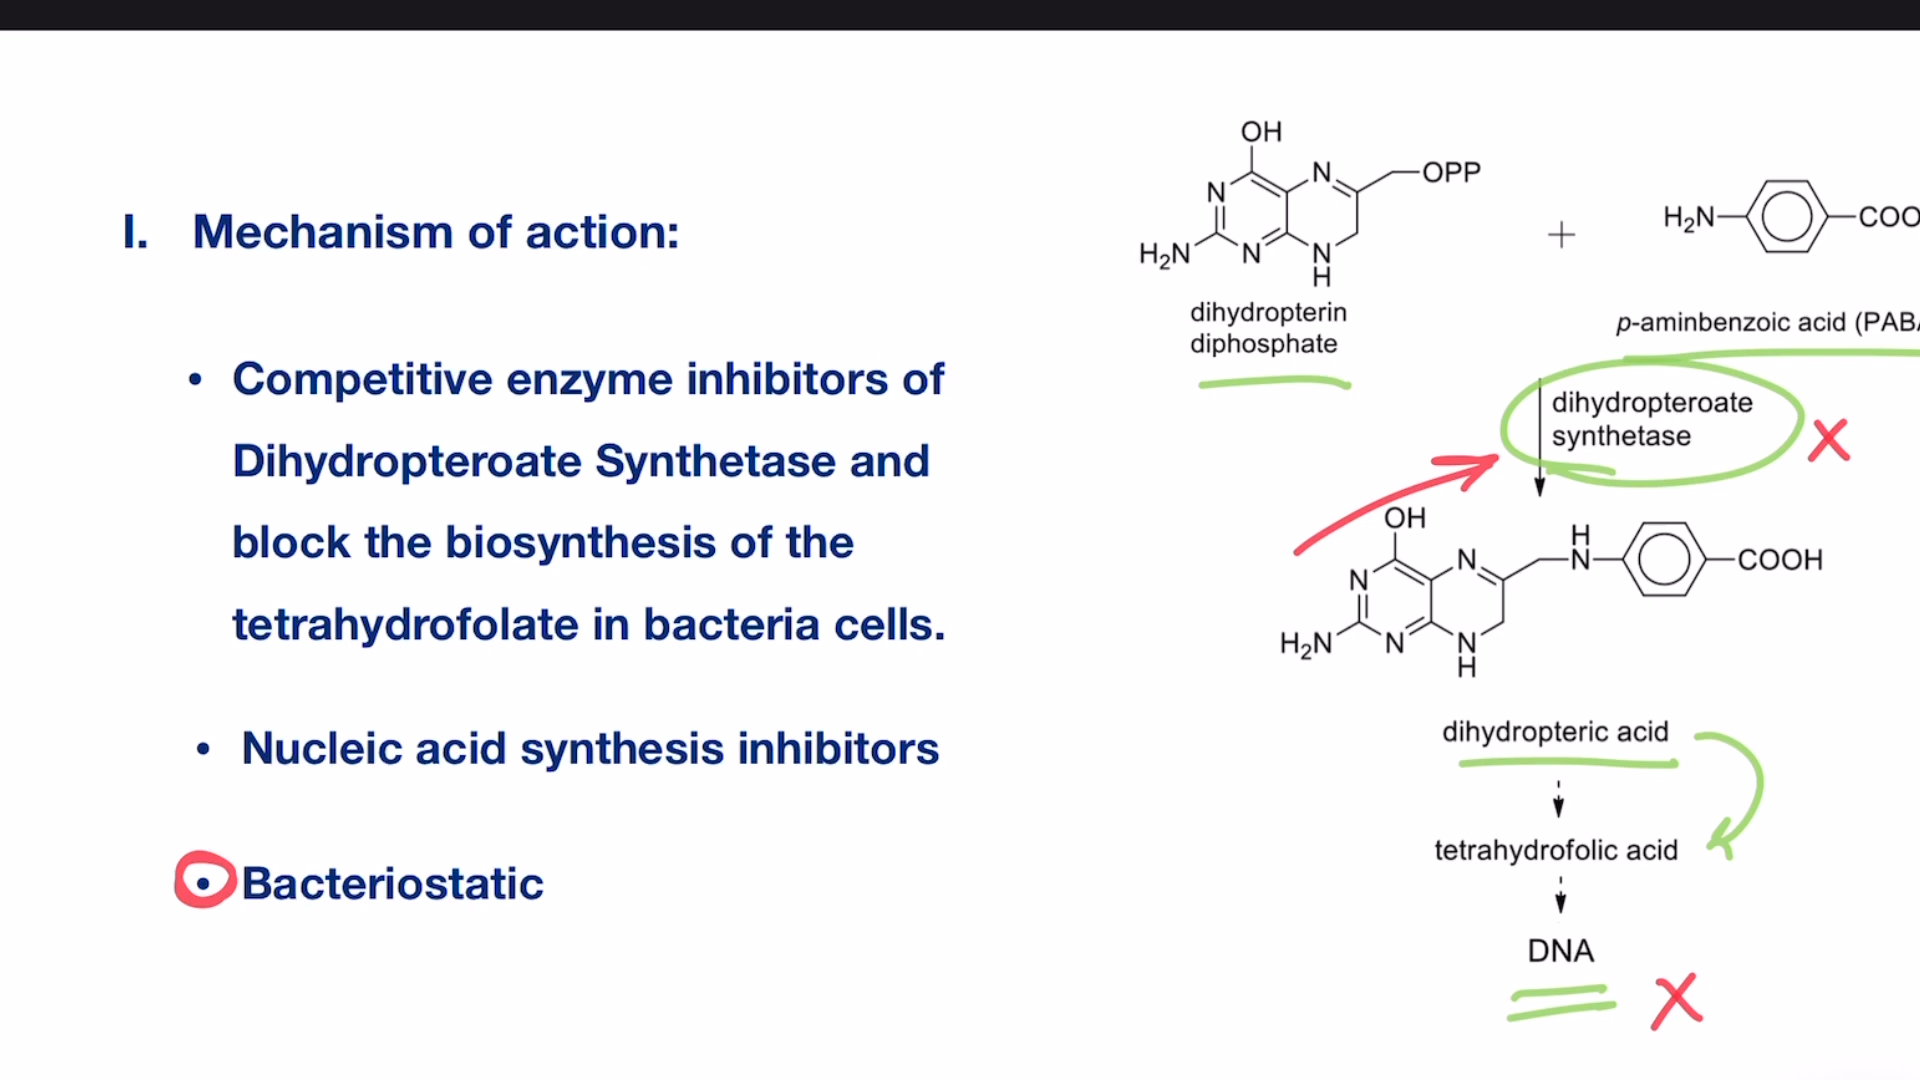 I. Mechanism of action:
• Competitive enzyme inhibitors of
Dihydropteroate Synthetase and
block the biosynthesis of the
tetrahydrofolate in bacteria cells.
• Nucleic acid synthesis inhibitors
• Bacteriostatic
OH
N
N
OPP
H₂N
N
N
H
dihydropterin
diphosphate
+
H₂N
COO
p-aminbenzoic acid (PABA
dihydropteroate
synthetase
OH
H
N
N
N
COOH
H₂N
N
N
H
dihydropteric acid
tetrahydrofolic acid
DNA